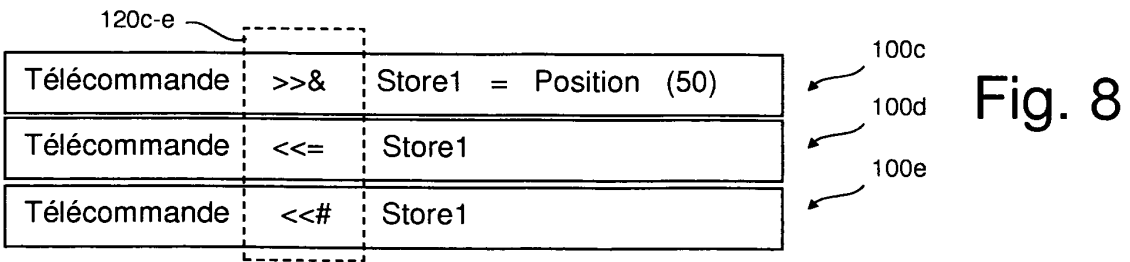 120c-e
Télécommande >>& Store1 = Position (50)
100c
Télécommande <<= Store1
100d
Télécommande <<# Store1
100e
Fig. 8